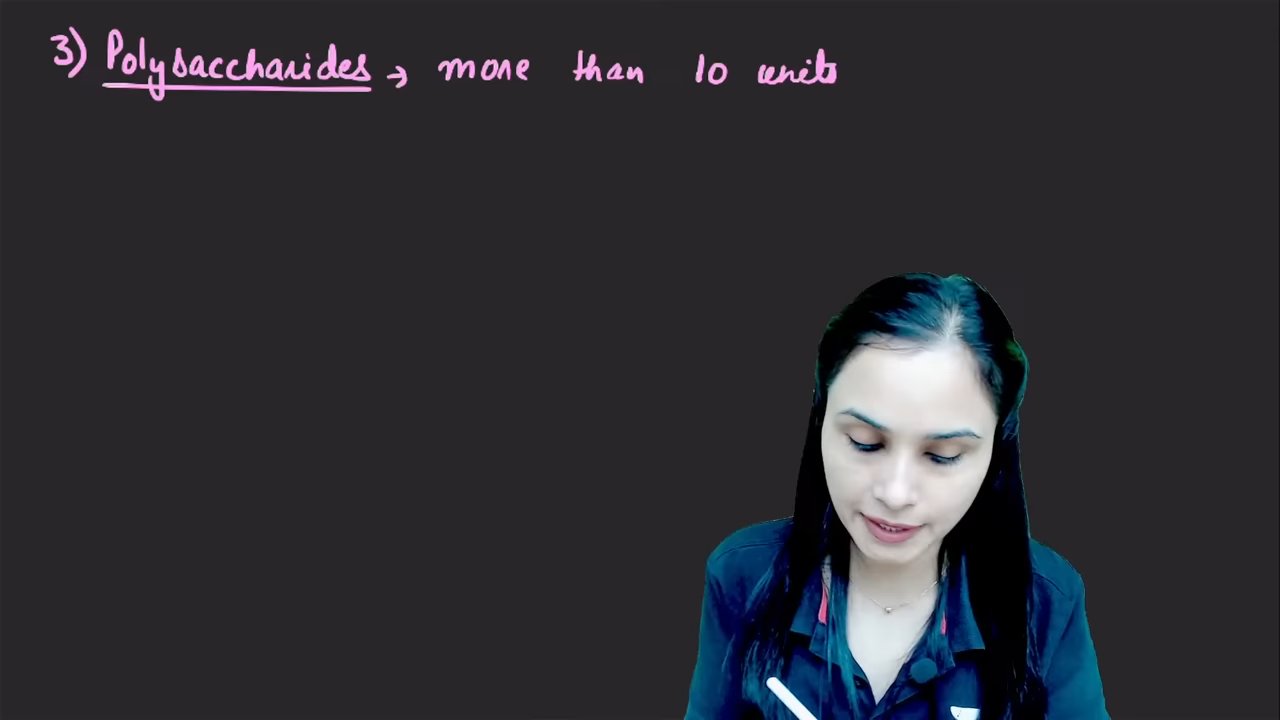 3) Polysaccharides → more than 10 units